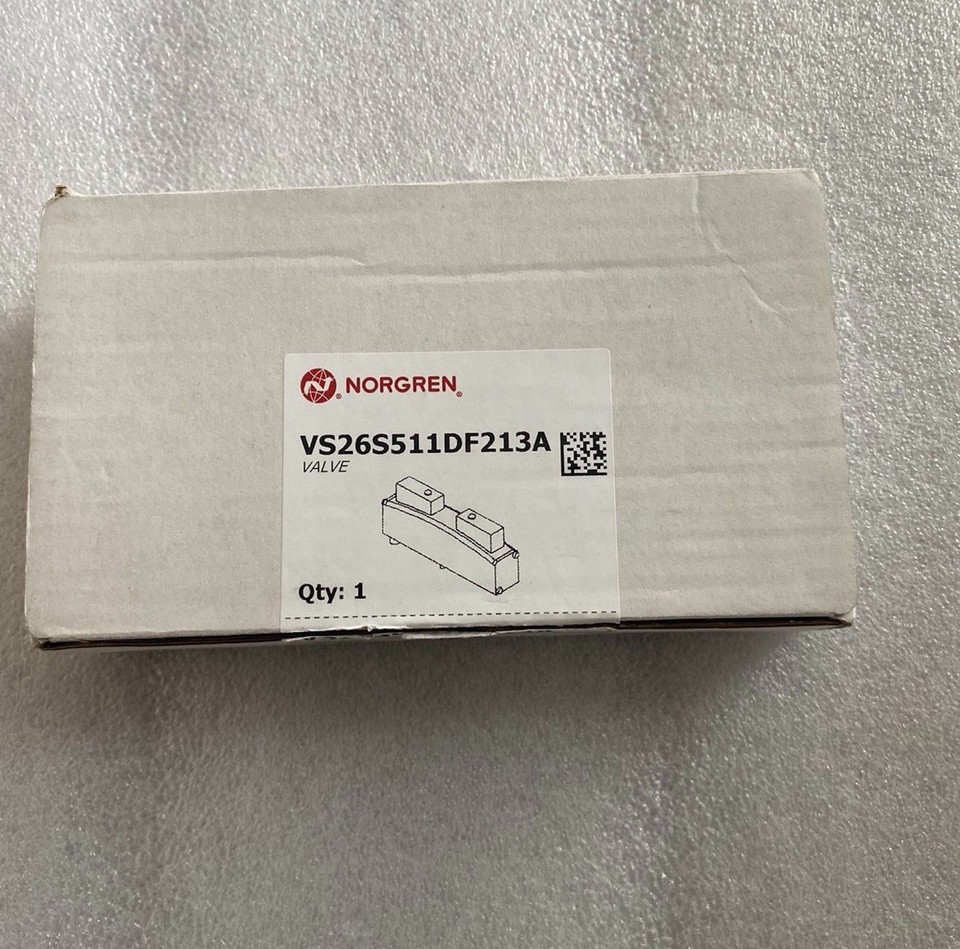 NORGREN
VS26S511DF213A
VALVE
Qty: 1